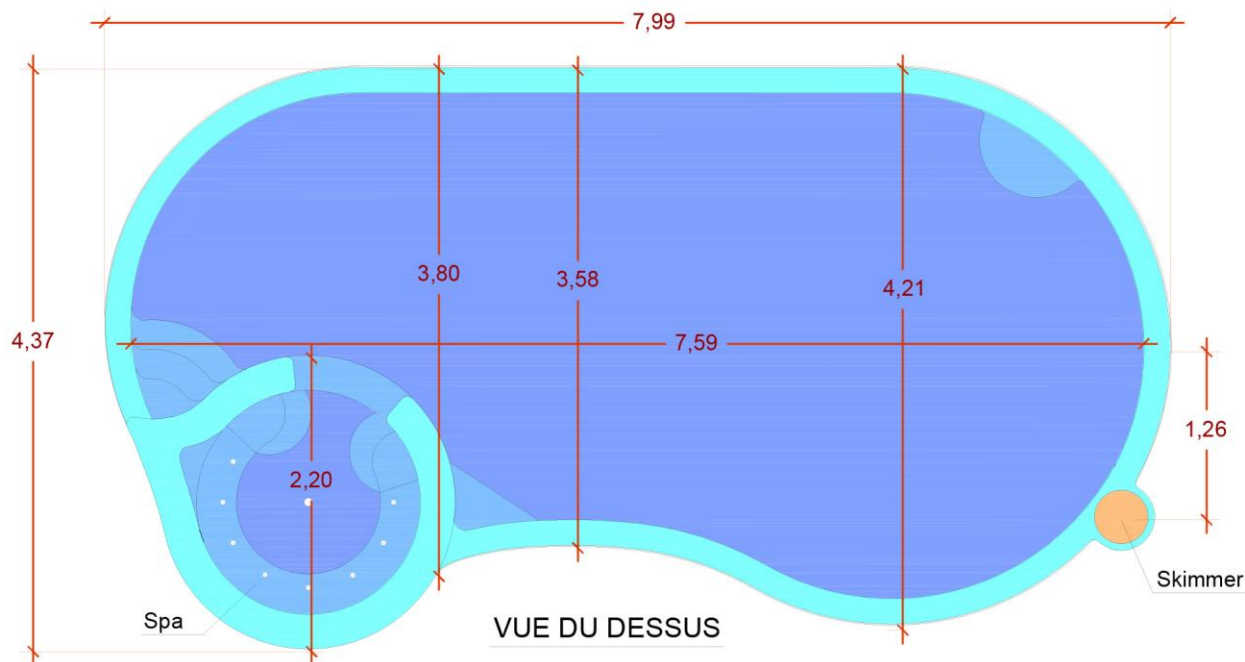 7,99
3,80
3,58
4,21
4,37
7,59
1,26
2,20
Skimmer
Spa
VUE DU DESSUS